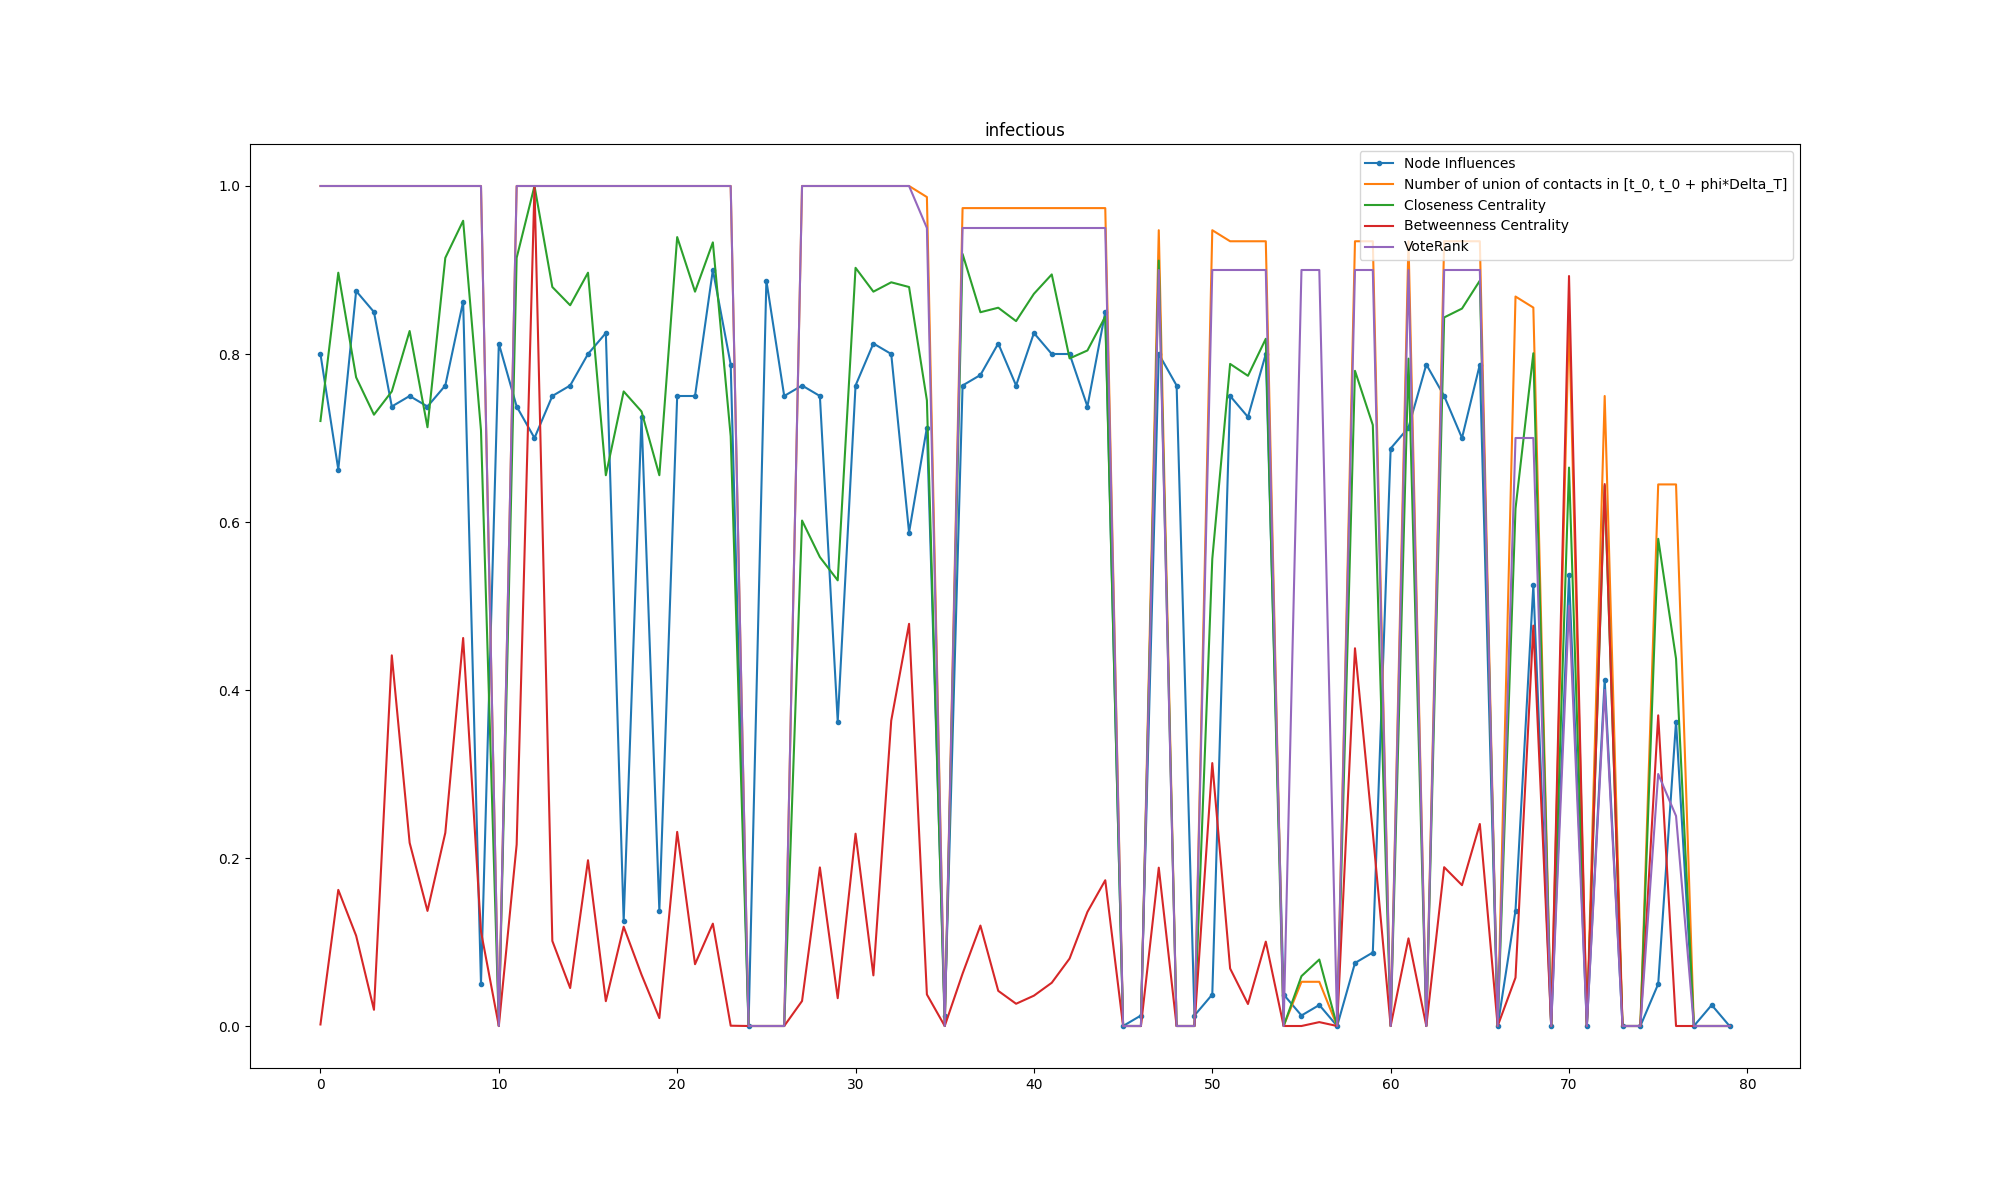 infectious
Node Influences
Number of union of contacts in [t_0, t_0 + phi*Delta_T]
Closeness Centrality
Betweenness Centrality
VoteRank
1.0
0.8
0.6
0.4
0.2
0.0
0 10 20 30 40 50 60 70 80